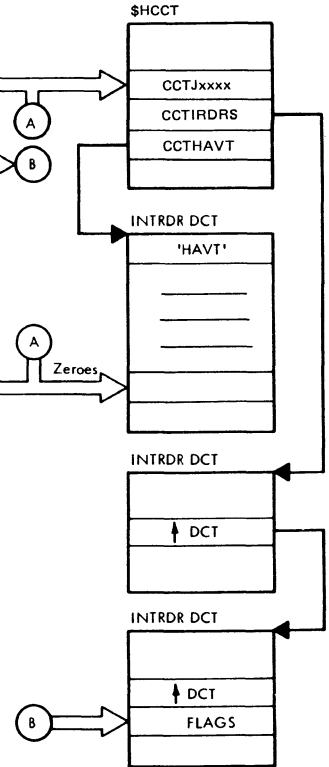 $HCCT
CCTJxxxx
A
CCTIRDRS
B
CCTHAVT
INTRDR DCT
'HAVT'
A
Zeroes
INTRDR DCT
↑ DCT
INTRDR DCT
↑ DCT
B
FLAGS